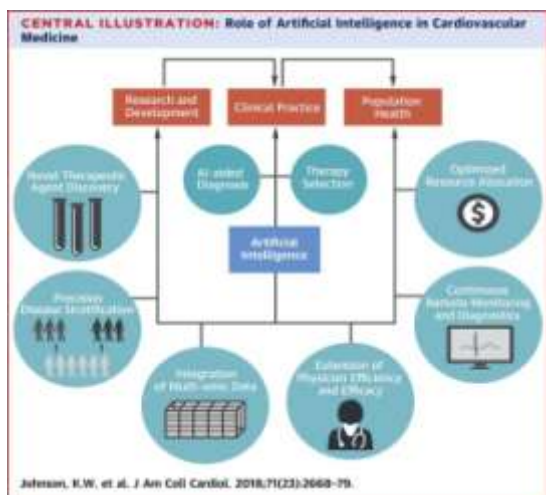 CENTRAL ILLUSTRATION: Role of Artificial Intelligence in Cardiovascular
Medicine
Research and
Development
Clinical Practice
Population
Health
Novel Therapeutic
Agent Discovery
AI-aided
Diagnosis
Therapy
Selection
Optimized
Resource Allocation
$
Artificial
Intelligence
Precision
Disease Stratification
Continuous
Remote Monitoring
and Diagnostics
Integration
of Multi-omic Data
Extension of
Physician Efficiency
and Efficacy
Johnson, K.W. et al. J Am Coll Cardiol. 2018;71(23):2668–79.